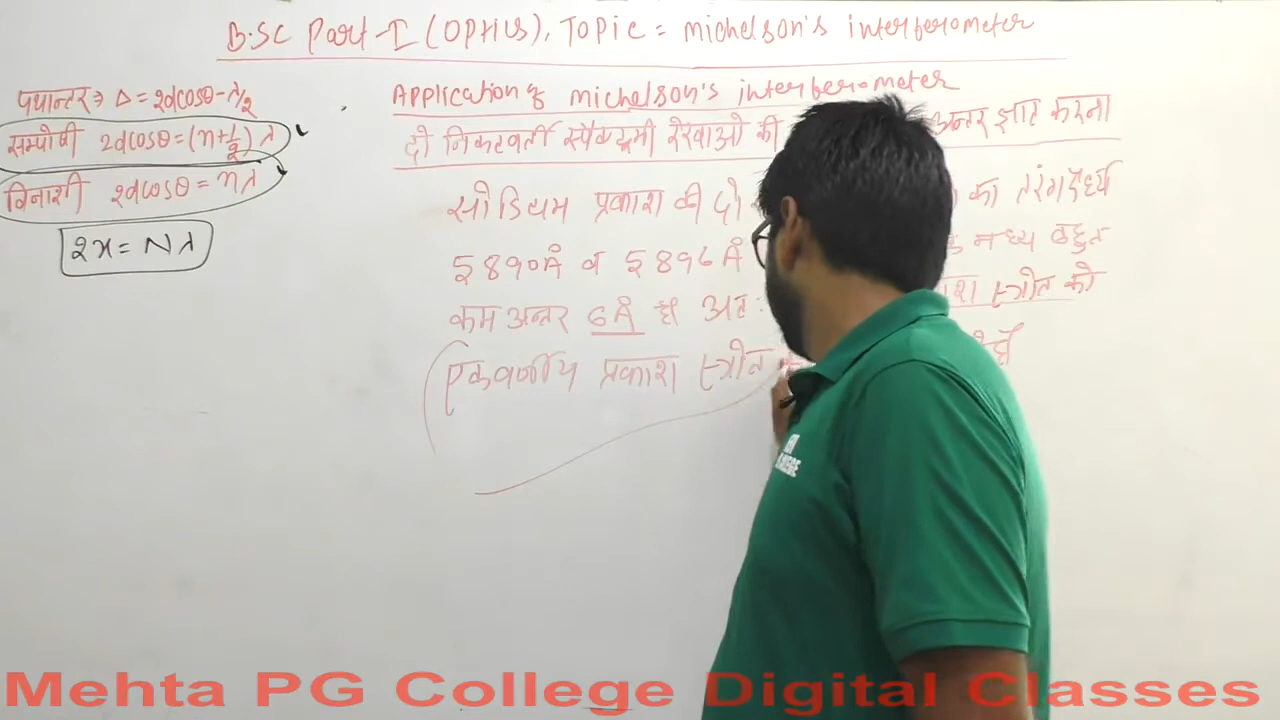 B.SC Part-I (OPtics), TOPic = michelson's interferometer
पथान्तर ⇒ Δ = 2dcosθ - λ/2
सम्पोषी 2dcosθ = (n+1/2) λ
विनाशी 2dcosθ = nλ
2x = Nλ
Application of michelson's interferometer
दो निकटवर्ती स्पैक्ट्रमी रेखाओ की अन्तर ज्ञात करना
सोडियम प्रकाश की दो का तरंगदैर्ध्य
5890Å व 5896Å मध्य बहुत
कम अन्तर 6Å है अतः स्त्रोत को
एकवर्णीय प्रकाश स्त्रोत
Mehta PG College Digital Classes